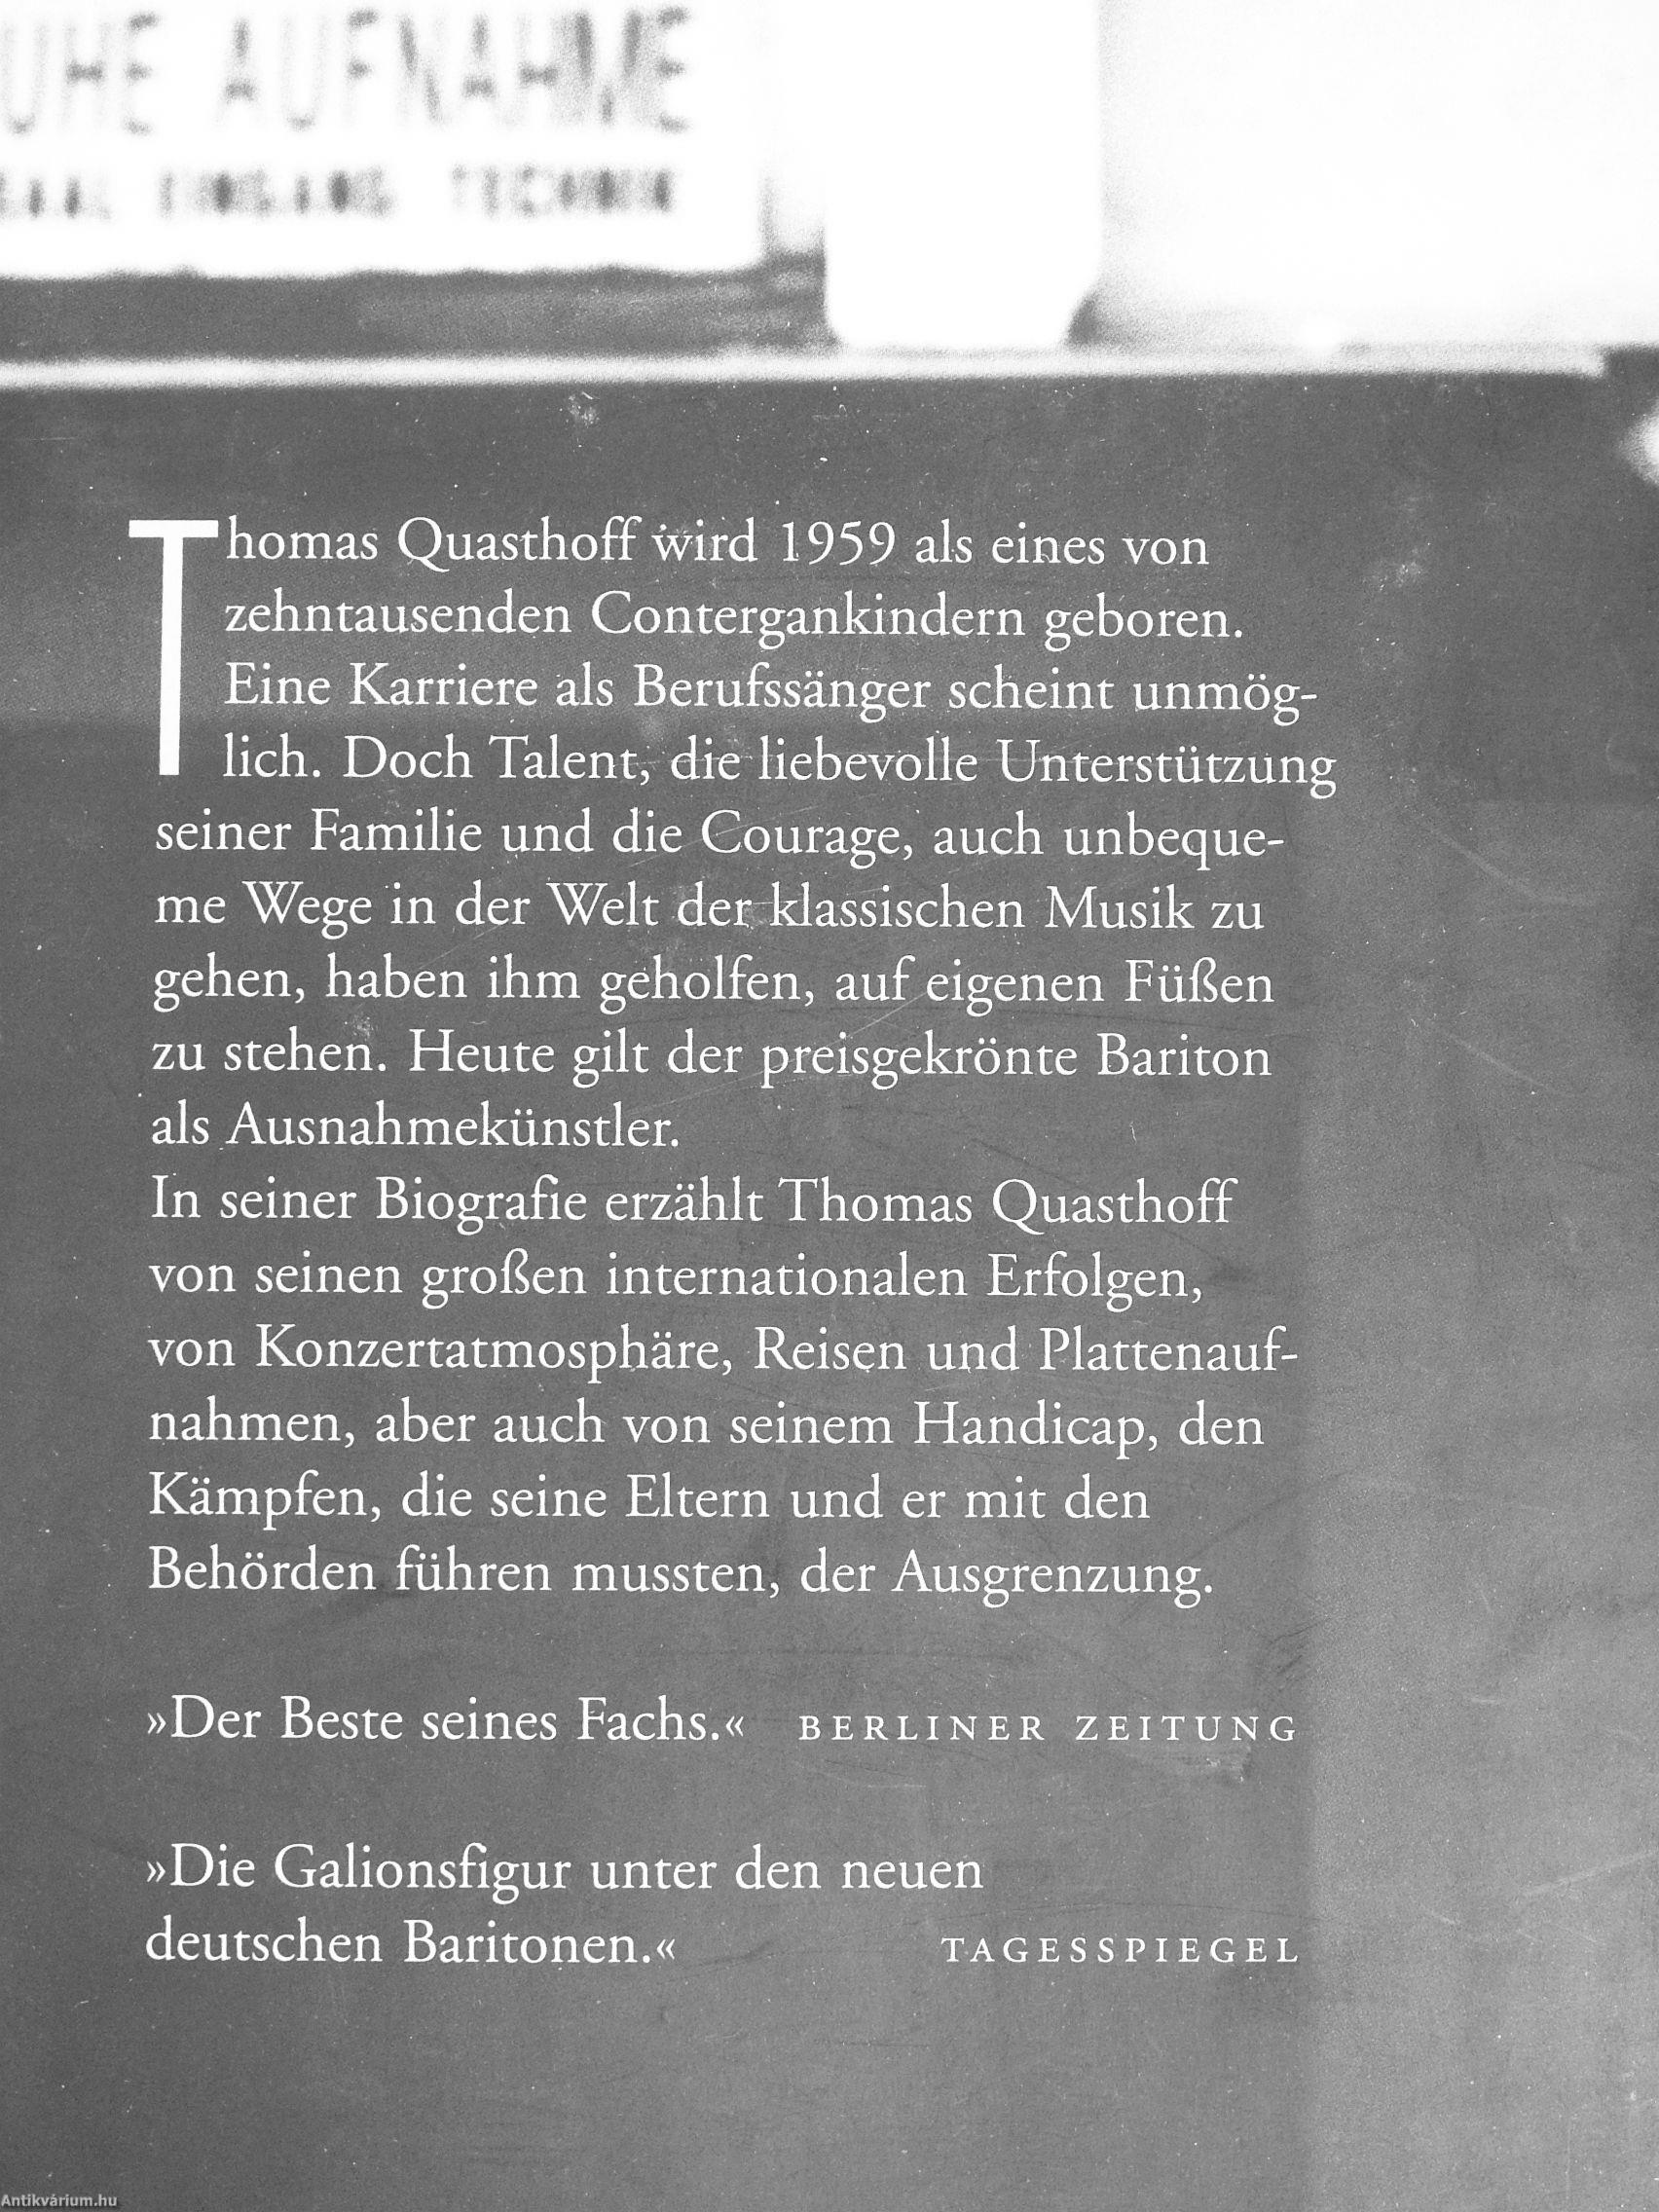 UHE AUFNAHME
EINGANG TECHNIK
Thomas Quasthoff wird 1959 als eines von
zehntausenden Contergankindern geboren.
Eine Karriere als Berufssänger scheint unmög-
lich. Doch Talent, die liebevolle Unterstützung
seiner Familie und die Courage, auch unbeque-
me Wege in der Welt der klassischen Musik zu
gehen, haben ihm geholfen, auf eigenen Füßen
zu stehen. Heute gilt der preisgekrönte Bariton
als Ausnahmekünstler.
In seiner Biografie erzählt Thomas Quasthoff
von seinen großen internationalen Erfolgen,
von Konzertatmosphäre, Reisen und Plattenauf-
nahmen, aber auch von seinem Handicap, den
Kämpfen, die seine Eltern und er mit den
Behörden führen mussten, der Ausgrenzung.
»Der Beste seines Fachs.« BERLINER ZEITUNG
»Die Galionsfigur unter den neuen
deutschen Baritonen.« TAGESSPIEGEL
Antikvárium.hu